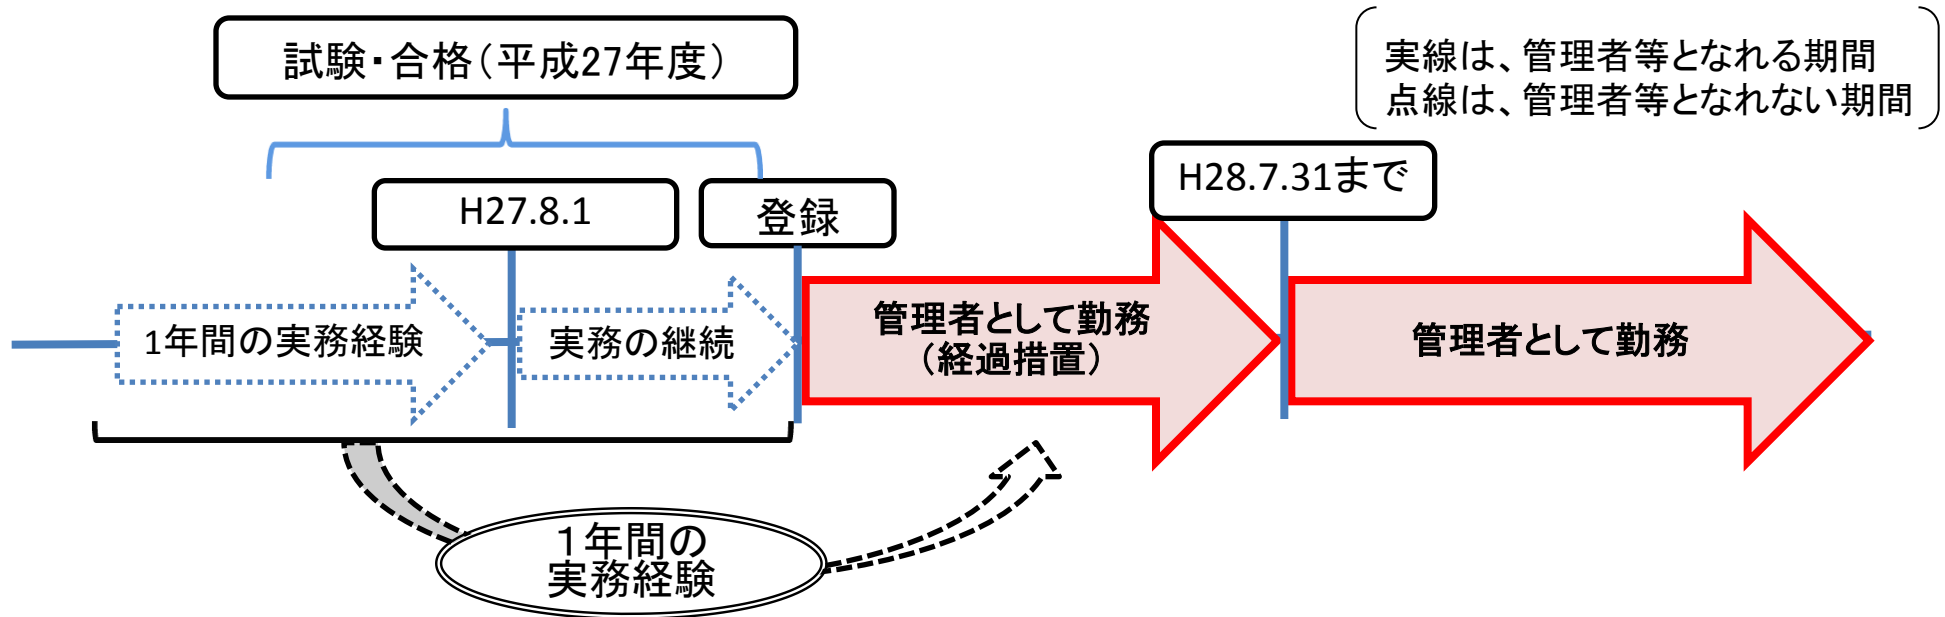 試験・合格（平成27年度）
実線は、管理者等となれる期間
点線は、管理者等となれない期間
H27.8.1
登録
H28.7.31まで
1年間の実務経験
実務の継続
管理者として勤務
（経過措置）
管理者として勤務
１年間の
実務経験